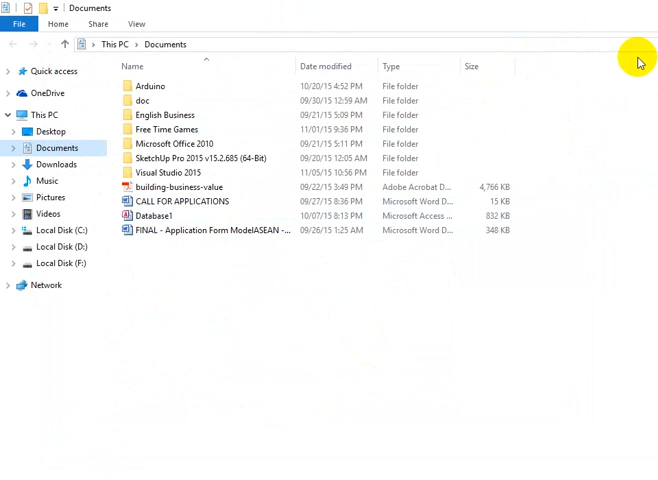 Documents
File Home Share View
This PC > Documents
Name Date modified Type Size
Quick access
OneDrive
This PC
Desktop
Documents
Downloads
Music
Pictures
Videos
Local Disk (C:)
Local Disk (D:)
Local Disk (F:)
Network
Arduino 10/20/15 4:52 PM File folder
doc 09/30/15 12:59 AM File folder
English Business 09/21/15 5:09 PM File folder
Free Time Games 11/01/15 9:36 PM File folder
Microsoft Office 2010 09/21/15 5:11 PM File folder
SketchUp Pro 2015 v15.2.685 (64-Bit) 09/20/15 12:05 AM File folder
Visual Studio 2015 11/05/15 10:56 PM File folder
building-business-value 09/22/15 3:49 PM Adobe Acrobat D... 4,766 KB
CALL FOR APPLICATIONS 09/27/15 8:36 PM Microsoft Word D... 15 KB
Database1 10/07/15 8:13 PM Microsoft Access ... 832 KB
FINAL - Application Form ModelASEAN -... 09/26/15 1:25 AM Microsoft Word D... 348 KB